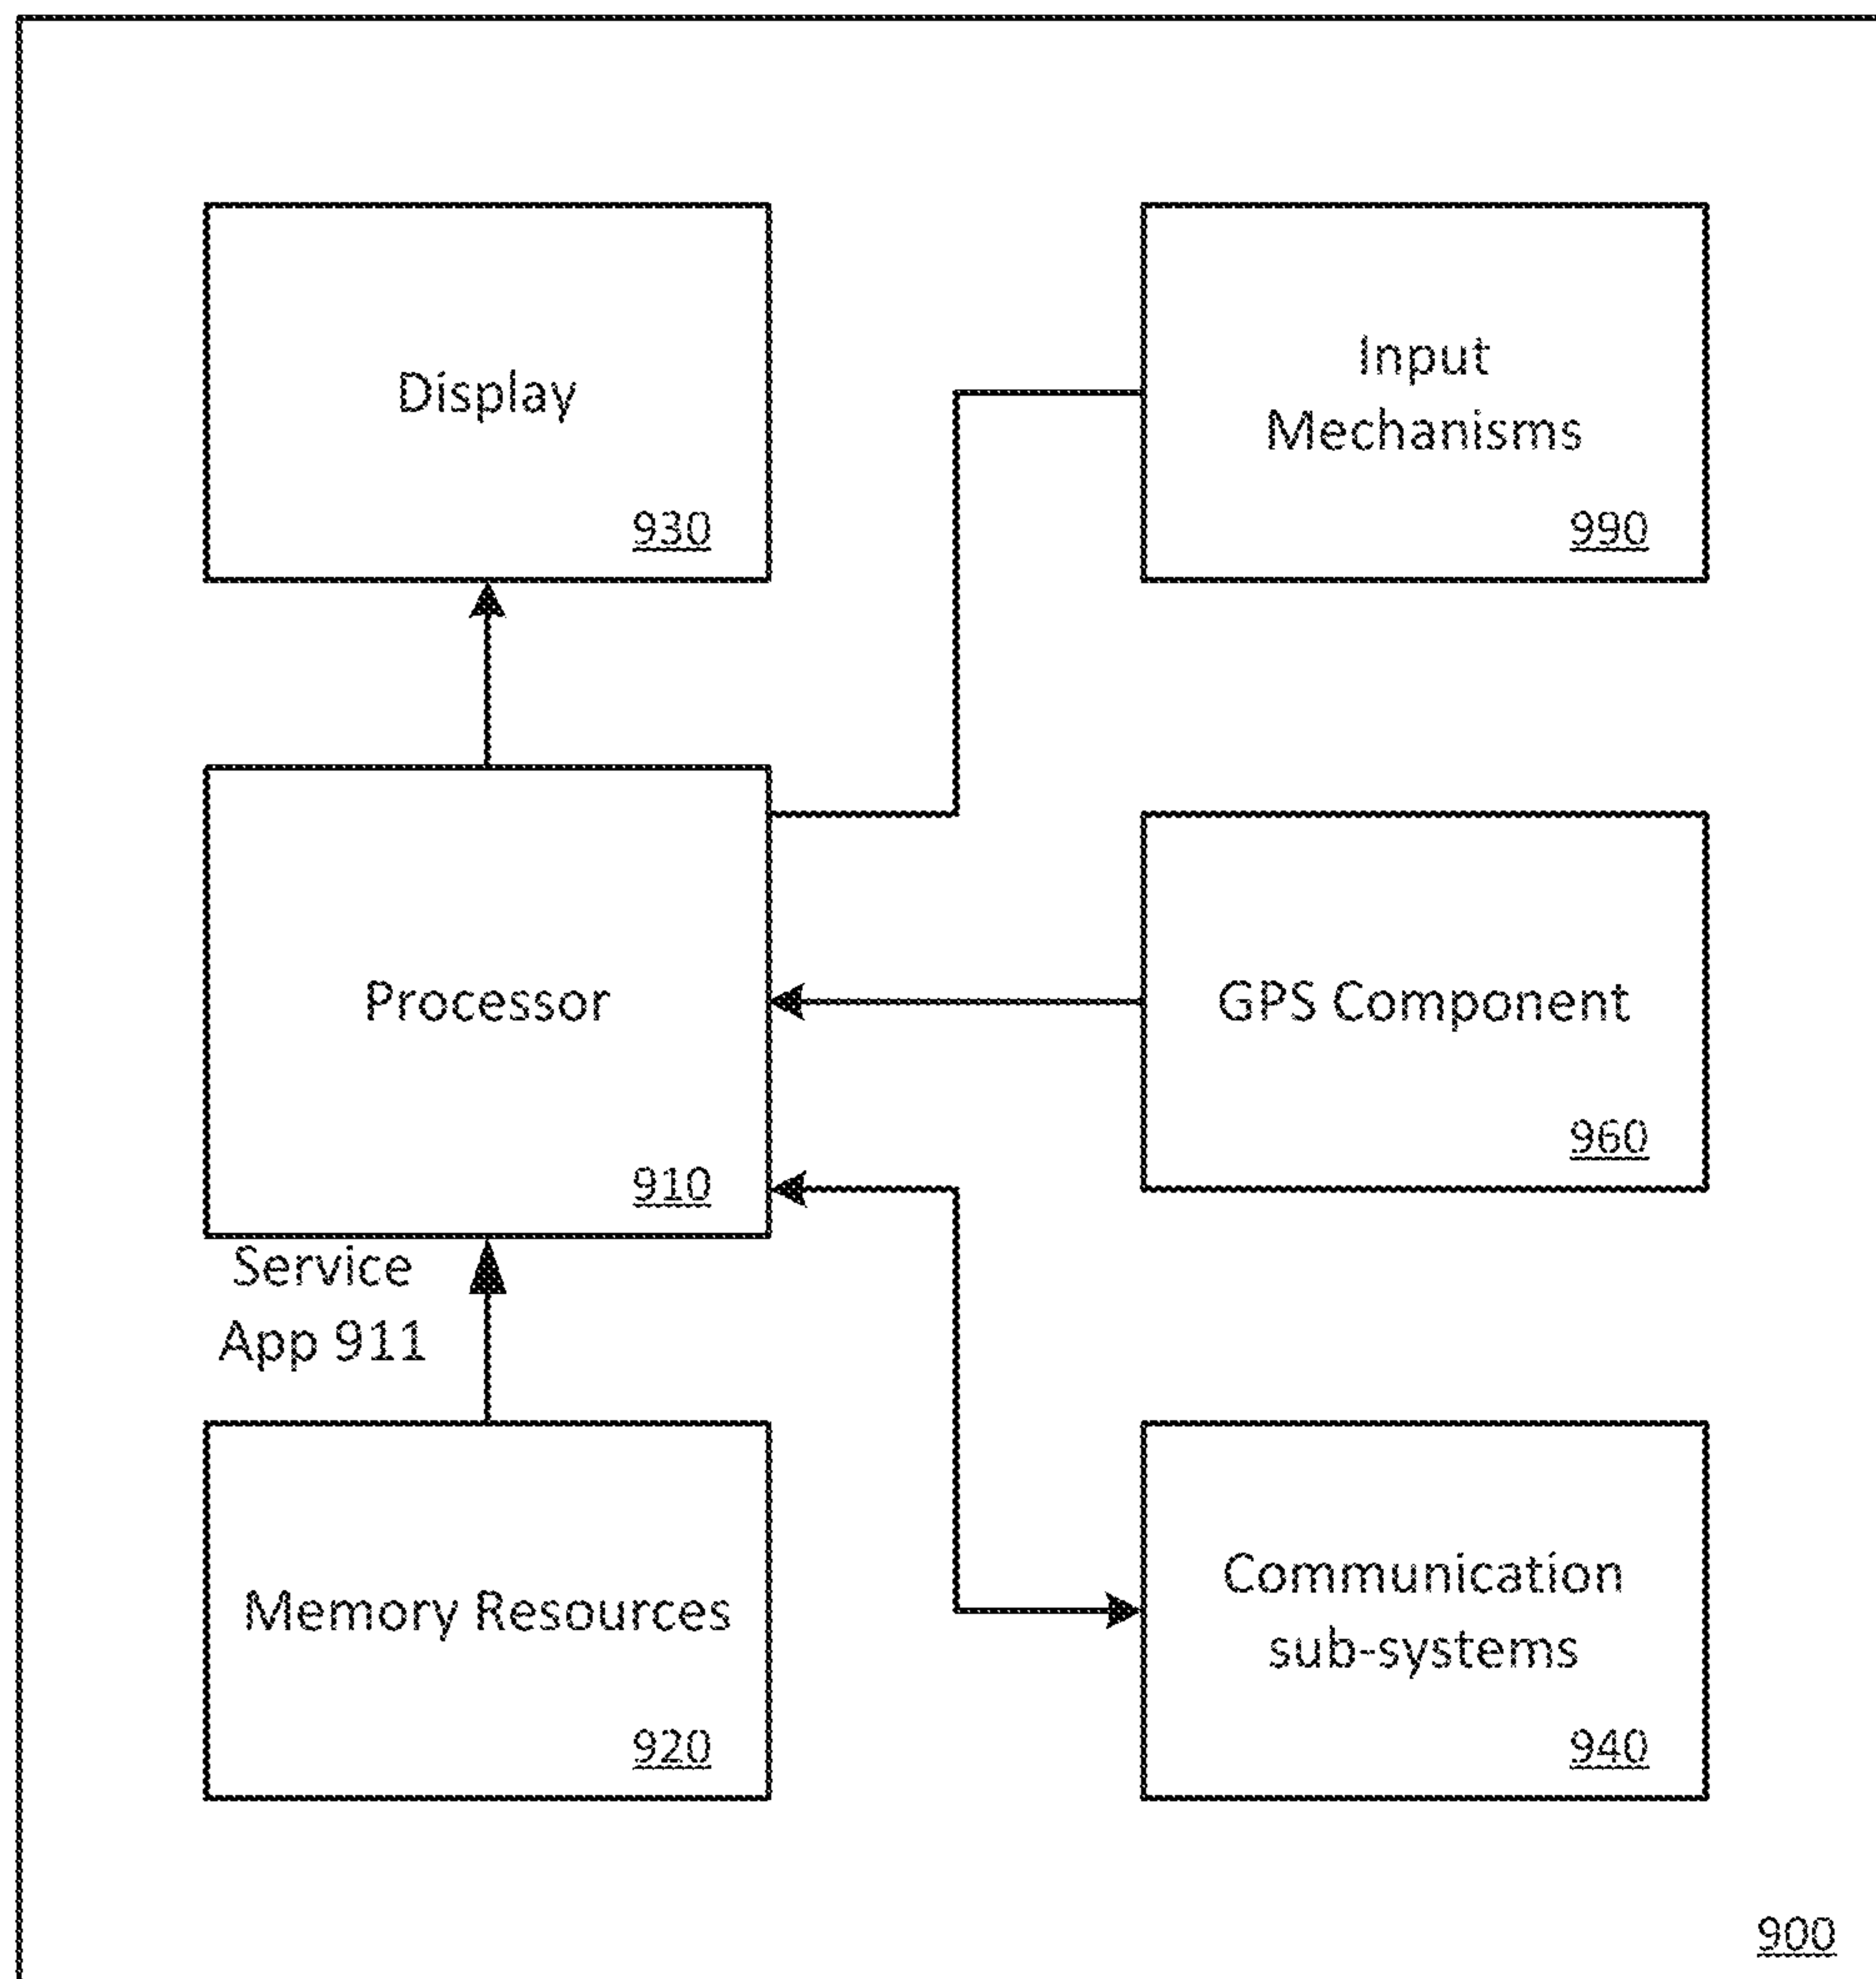 Display
930
Input
Mechanisms
990
Processor
910
GPS Component
960
Service
App 911
Memory Resources
920
Communication
sub-systems
940
900